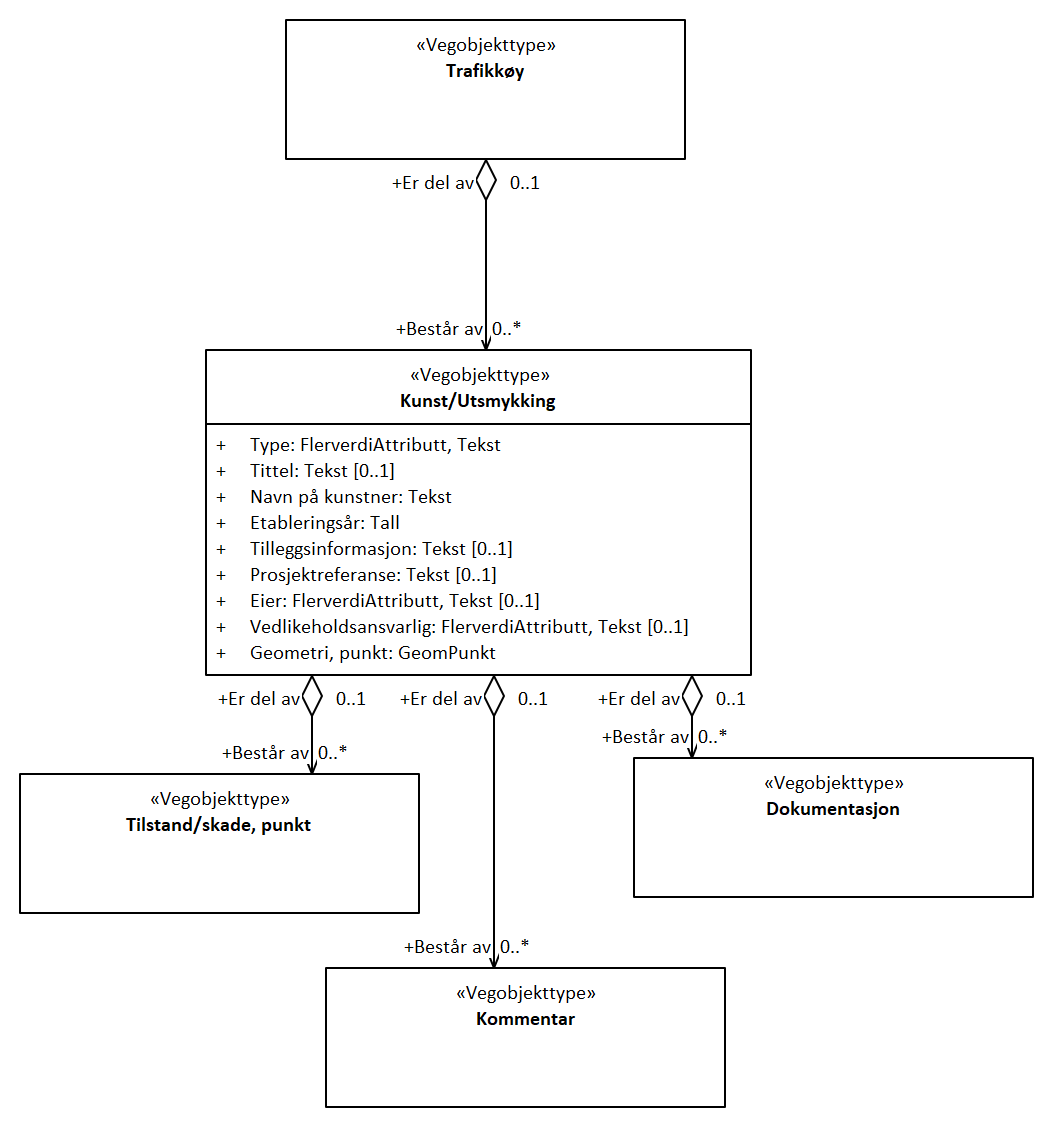 «Vegobjekttype»
Trafikkøy
+Er del av 0..1
+Består av 0..*
«Vegobjekttype»
Kunst/Utsmykking
+ Type: FlerverdiAttributt, Tekst
+ Tittel: Tekst [0..1]
+ Navn på kunstner: Tekst
+ Etableringsår: Tall
+ Tilleggsinformasjon: Tekst [0..1]
+ Prosjektreferanse: Tekst [0..1]
+ Eier: FlerverdiAttributt, Tekst [0..1]
+ Vedlikeholdsansvarlig: FlerverdiAttributt, Tekst [0..1]
+ Geometri, punkt: GeomPunkt
+Er del av 0..1 +Er del av 0..1 +Er del av 0..1
+Består av 0..*
+Består av 0..*
«Vegobjekttype»
Dokumentasjon
«Vegobjekttype»
Tilstand/skade, punkt
+Består av 0..*
«Vegobjekttype»
Kommentar